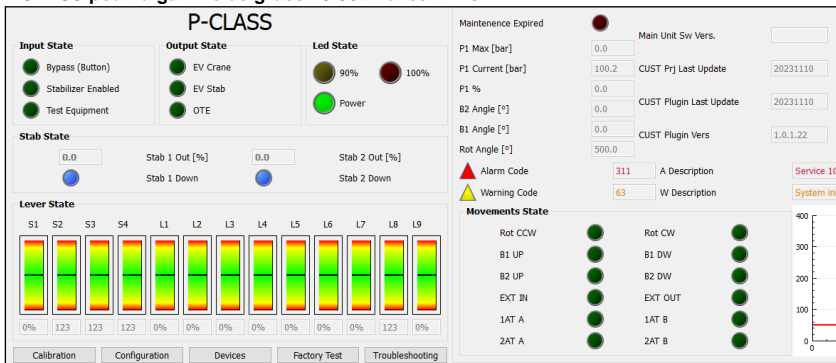 P-CLASS
Input State
Bypass (Button)
Stabilizer Enabled
Test Equipment
Output State
EV Crane
EV Stab
OTE
Led State
90%
100%
Power
Stab State
0.0
Stab 1 Out [%]
0.0
Stab 2 Out [%]
Stab 1 Down
Stab 2 Down
Lever State
S1 S2 S3 S4 L1 L2 L3 L4 L5 L6 L7 L8 L9
0% 123 123 123 0% 0% 0% 0% 0% 0% 0% 123 0%
Calibration
Configuration
Devices
Factory Test
Troubleshooting
Maintenence Expired
P1 Max [bar] 0.0
P1 Current [bar] 100.2
P1 % 0.0
B2 Angle [º] 0.0
B1 Angle [º] 0.0
Rot Angle [º] 500.0
Main Unit Sw Vers.
CUST Prj Last Update 20231110
CUST Plugin Last Update 20231110
CUST Plugin Vers 1.0.1.22
Alarm Code 311 A Description Service 10
Warning Code 63 W Description System in
Movements State
Rot CCW Rot CW
B1 UP B1 DW
B2 UP B2 DW
EXT IN EXT OUT
1AT A 1AT B
2AT A 2AT B
400
300
200
100
0
0